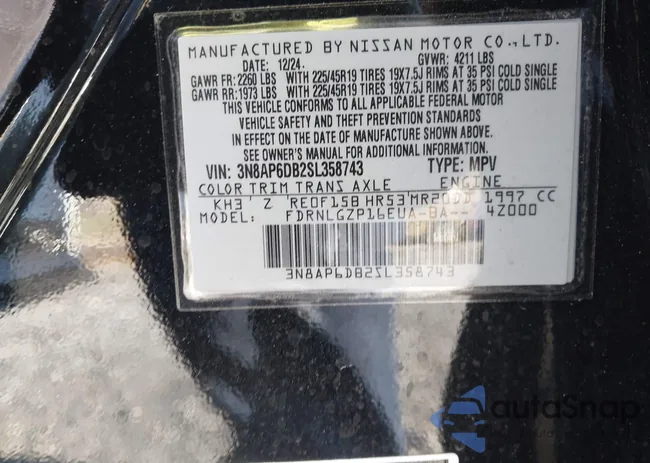 MANUFACTURED BY NISSAN MOTOR CO., LTD.
DATE: 12/24 GVWR: 4211 LBS
GAWR FR: 2260 LBS WITH 225/45R19 TIRES 19X7.5J RIMS AT 35 PSI COLD SINGLE
GAWR RR: 1973 LBS WITH 225/45R19 TIRES 19X7.5J RIMS AT 35 PSI COLD SINGLE
THIS VEHICLE CONFORMS TO ALL APPLICABLE FEDERAL MOTOR
VEHICLE SAFETY AND THEFT PREVENTION STANDARDS
IN EFFECT ON THE DATE OF MANUFACTURE SHOWN ABOVE.
SEE OWNER'S MANUAL FOR ADDITIONAL INFORMATION.
VIN: 3N8AP6DB2SL358743 TYPE: MPV
COLOR TRIM TRANS AXLE ENGINE
KH3' Z 'RE0F15B HR53'MR20DD 1997 CC
MODEL: FDRNLGZP16EUA-BA-- 4Z000
3N8AP6DB2SL358743
autoSnap